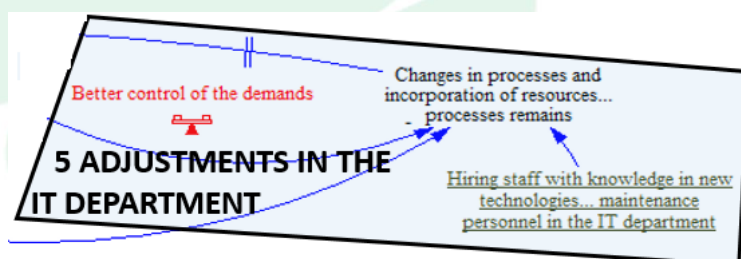 Better control of the demands
Changes in processes and
incorporation of resources...
processes remains
5 ADJUSTMENTS IN THE
IT DEPARTMENT
Hiring staff with knowledge in new
technologies... maintenance
personnel in the IT department